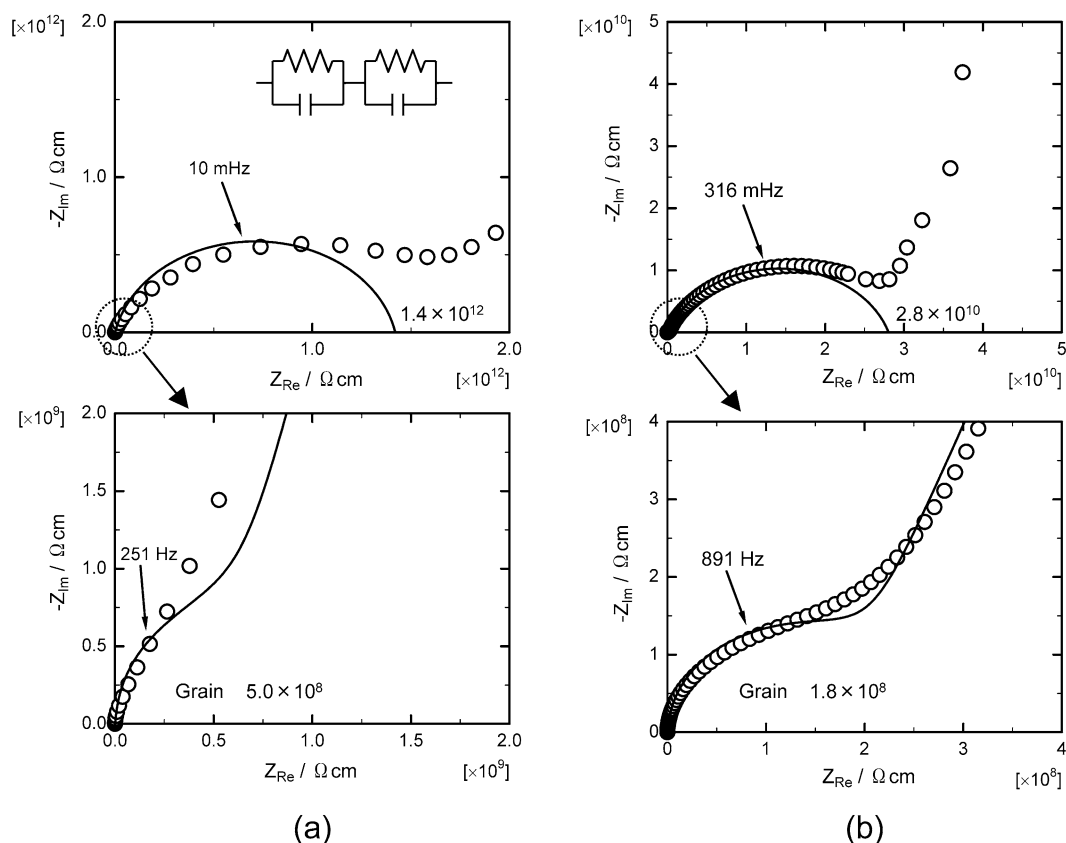 [×10¹²]
2.0
1.0
0.0
-Z_Im / Ω cm
10 mHz
1.4 × 10¹²
0.0 1.0 2.0
Z_Re / Ω cm [×10¹²]
[×10⁹]
2.0
1.5
1.0
0.5
0.0
-Z_Im / Ω cm
251 Hz
Grain 5.0 × 10⁸
0.0 0.5 1.0 1.5 2.0
Z_Re / Ω cm [×10⁹]
(a)
[×10¹⁰]
5
4
3
2
1
0
-Z_Im / Ω cm
316 mHz
2.8 × 10¹⁰
0 1 2 3 4 5
Z_Re / Ω cm [×10¹⁰]
[×10⁸]
4
3
2
1
0
-Z_Im / Ω cm
891 Hz
Grain 1.8 × 10⁸
0 1 2 3 4
Z_Re / Ω cm [×10⁸]
(b)